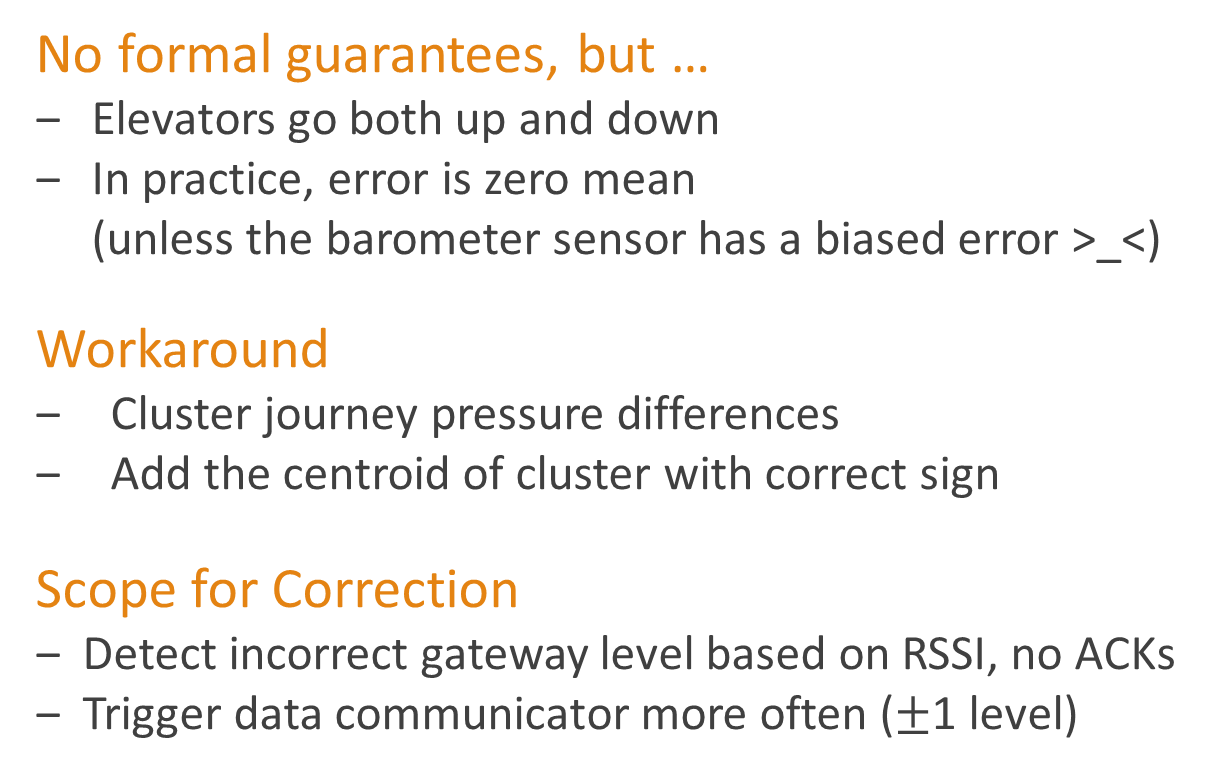 No formal guarantees, but …
– Elevators go both up and down
– In practice, error is zero mean
(unless the barometer sensor has a biased error >_<)
Workaround
– Cluster journey pressure differences
– Add the centroid of cluster with correct sign
Scope for Correction
– Detect incorrect gateway level based on RSSI, no ACKs
– Trigger data communicator more often (±1 level)